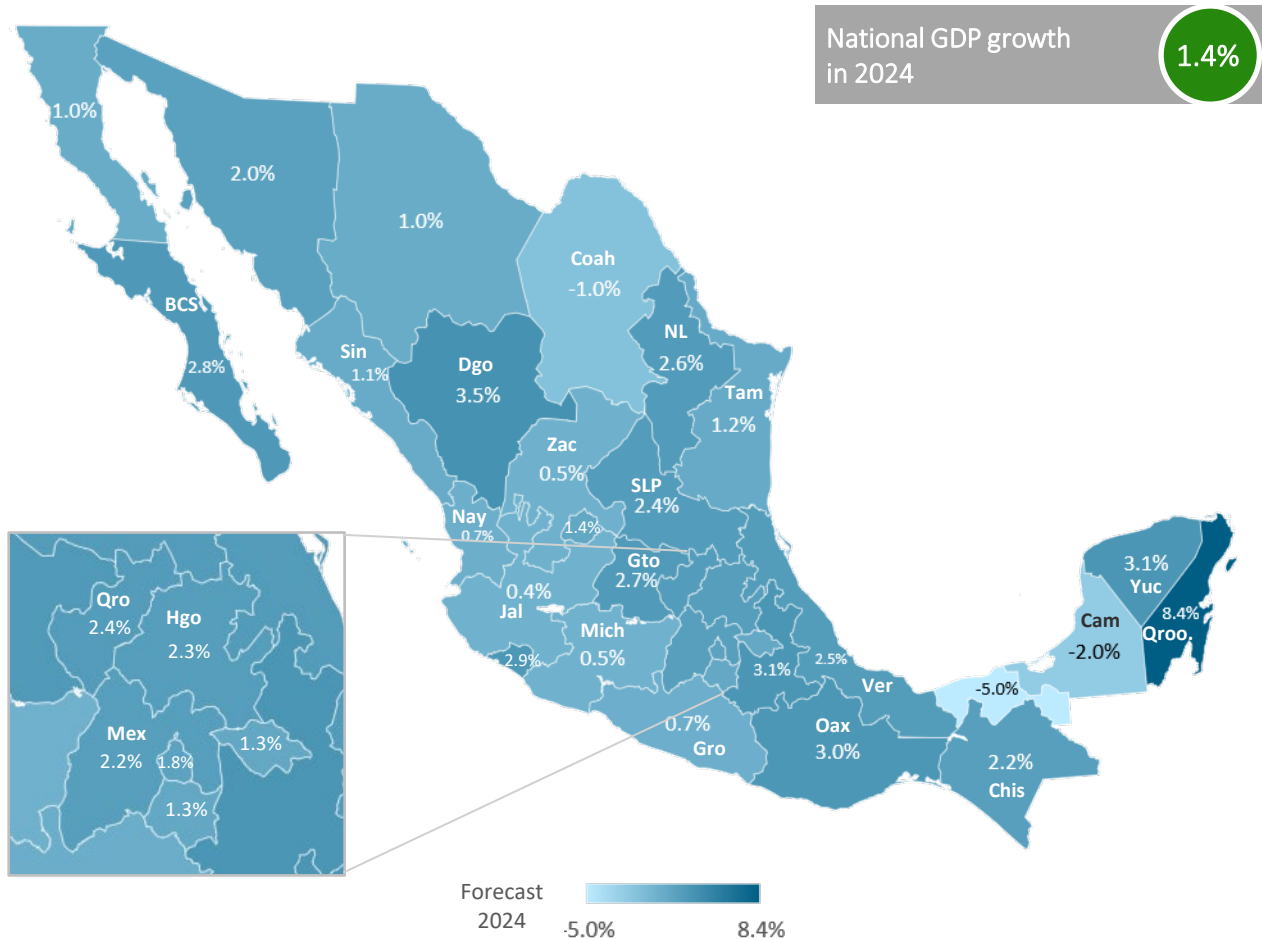 National GDP growth
in 2024
1.4%
1.0%
2.0%
1.0%
Coah
-1.0%
BCS
2.8%
NL
2.6%
Sin
1.1%
Dgo
3.5%
Tam
1.2%
Zac
0.5%
SLP
2.4%
Nay
0.7%
1.4%
Gto
2.7%
0.4%
Jal
Mich
0.5%
2.9%
3.1%
2.5%
Ver
0.7%
Gro
Oax
3.0%
3.1%
Yuc
8.4%
Qroo.
Cam
-2.0%
-5.0%
2.2%
Chis
Qro
2.4%
Hgo
2.3%
Mex
2.2%
1.8%
1.3%
1.3%
Forecast
2024
-5.0%
8.4%